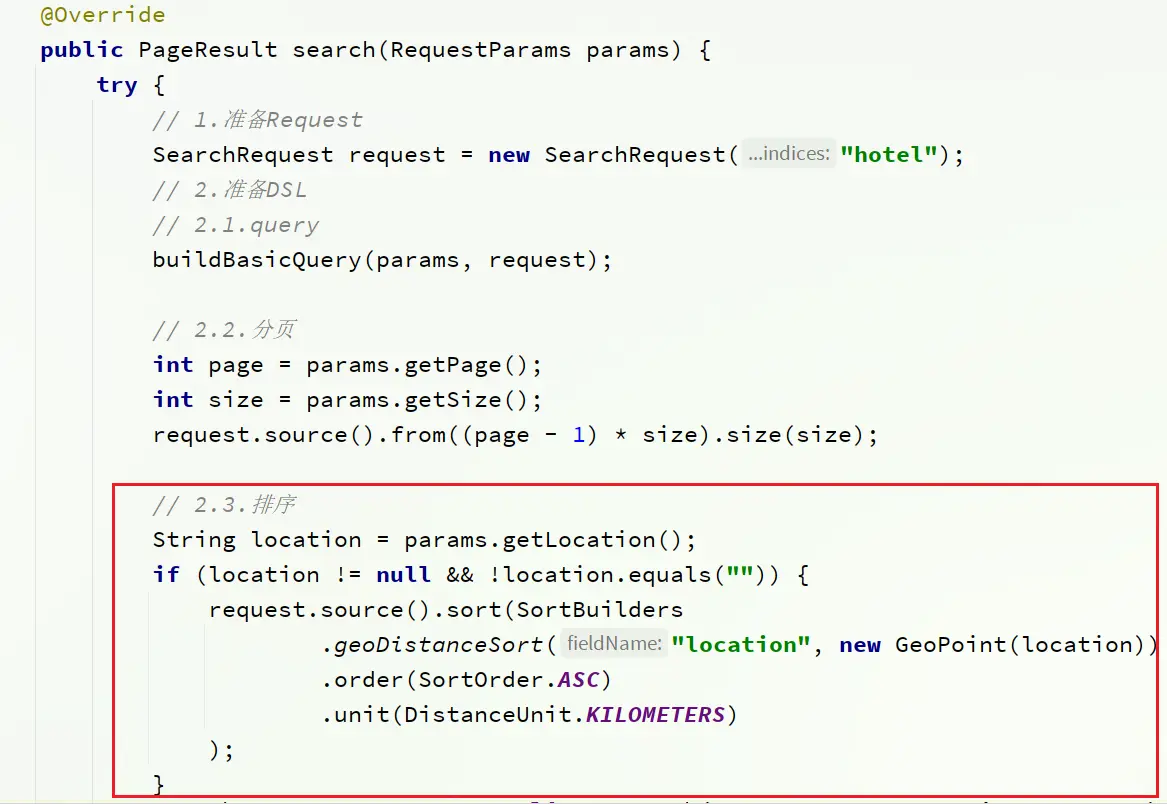 @Override
public PageResult search(RequestParams params) {
try {
// 1.准备Request
SearchRequest request = new SearchRequest( ...indices: "hotel");
// 2.准备DSL
// 2.1.query
buildBasicQuery(params, request);
// 2.2.分页
int page = params.getPage();
int size = params.getSize();
request.source().from((page - 1) * size).size(size);
// 2.3.排序
String location = params.getLocation();
if (location != null && !location.equals("")) {
request.source().sort(SortBuilders
.geoDistanceSort( fieldName: "location", new GeoPoint(location))
.order(SortOrder.ASC)
.unit(DistanceUnit.KILOMETERS)
);
}